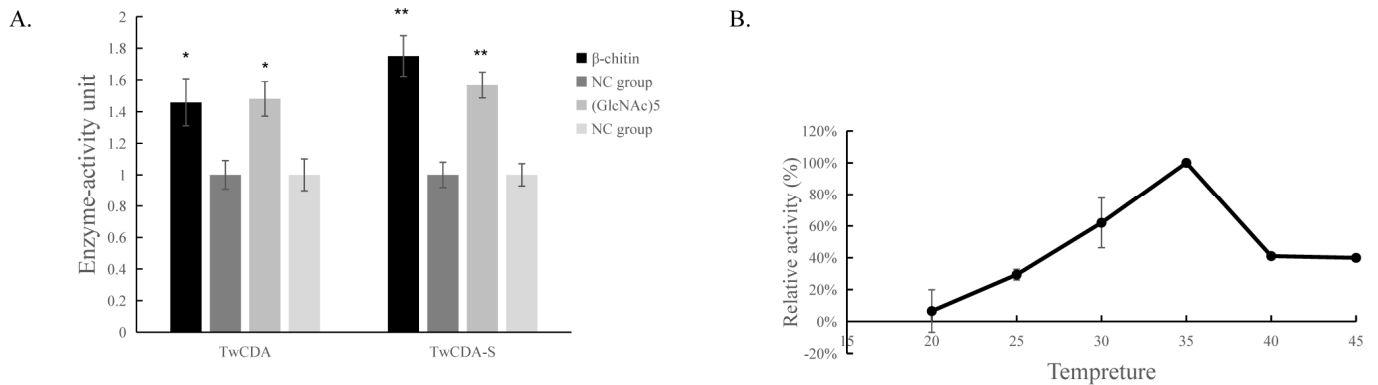 A.
Enzyme-activity unit
2
1.8
1.6
1.4
1.2
1
0.8
0.6
0.4
0.2
0
*
*
**
**
TwCDA
TwCDA-S
β-chitin
NC group
(GlcNAc)5
NC group
B.
Relative activity (%)
120%
100%
80%
60%
40%
20%
0%
-20%
15
20
25
30
35
40
45
Tempreture